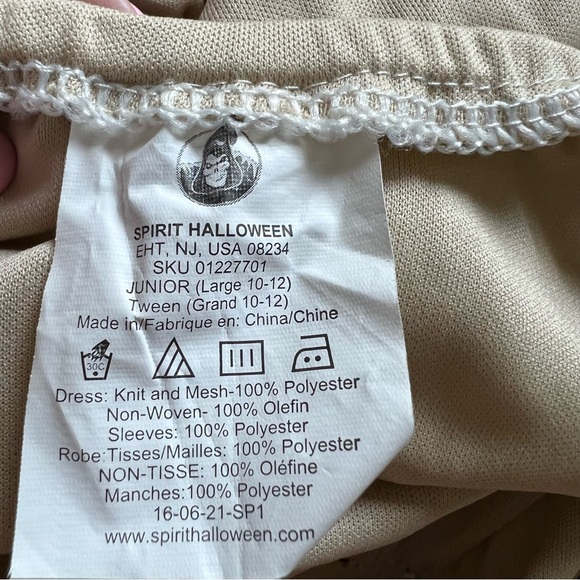 SPIRIT HALLOWEEN
EHT, NJ, USA 08234
SKU 01227701
JUNIOR (Large 10-12)
Tween (Grand 10-12)
Made in/Fabrique en: China/Chine
30C
Dress: Knit and Mesh-100% Polyester
Non-Woven- 100% Olefin
Sleeves: 100% Polyester
Robe:Tisses/Mailles: 100% Polyester
NON-TISSE: 100% Oléfine
Manches:100% Polyester
16-06-21-SP1
www.spirithalloween.com